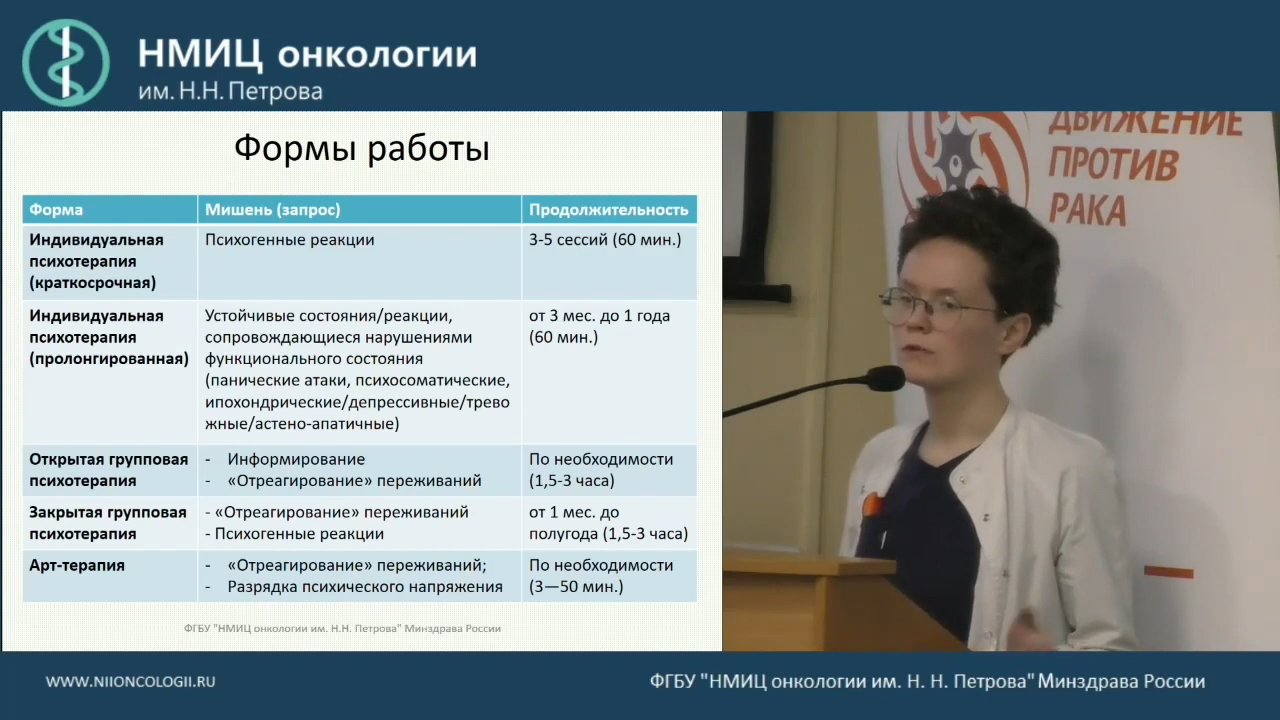 НМИЦ онкологии
им. Н.Н. Петрова
Формы работы
Форма
Мишень (запрос)
Продолжительность
Индивидуальная
психотерапия
(краткосрочная)
Психогенные реакции
3-5 сессий (60 мин.)
Индивидуальная
психотерапия
(пролонгированная)
Устойчивые состояния/реакции,
сопровождающиеся нарушениями
функционального состояния
(панические атаки, психосоматические,
ипохондрические/депрессивные/трево
жные/астено-апатичные)
от 3 мес. до 1 года
(60 мин.)
Открытая групповая
психотерапия
- Информирование
- «Отреагирование» переживаний
По необходимости
(1,5-3 часа)
Закрытая групповая
психотерапия
- «Отреагирование» переживаний
- Психогенные реакции
от 1 мес. до
полугода (1,5-3 часа)
Арт-терапия
- «Отреагирование» переживаний;
- Разрядка психического напряжения
По необходимости
(3—50 мин.)
ФГБУ "НМИЦ онкологии им. Н.Н. Петрова" Минздрава России
ДВИЖЕНИЕ
ПРОТИВ
РАКА
WWW.NIIONCOLOGII.RU
ФГБУ "НМИЦ онкологии им. Н. Н. Петрова" Минздрава России